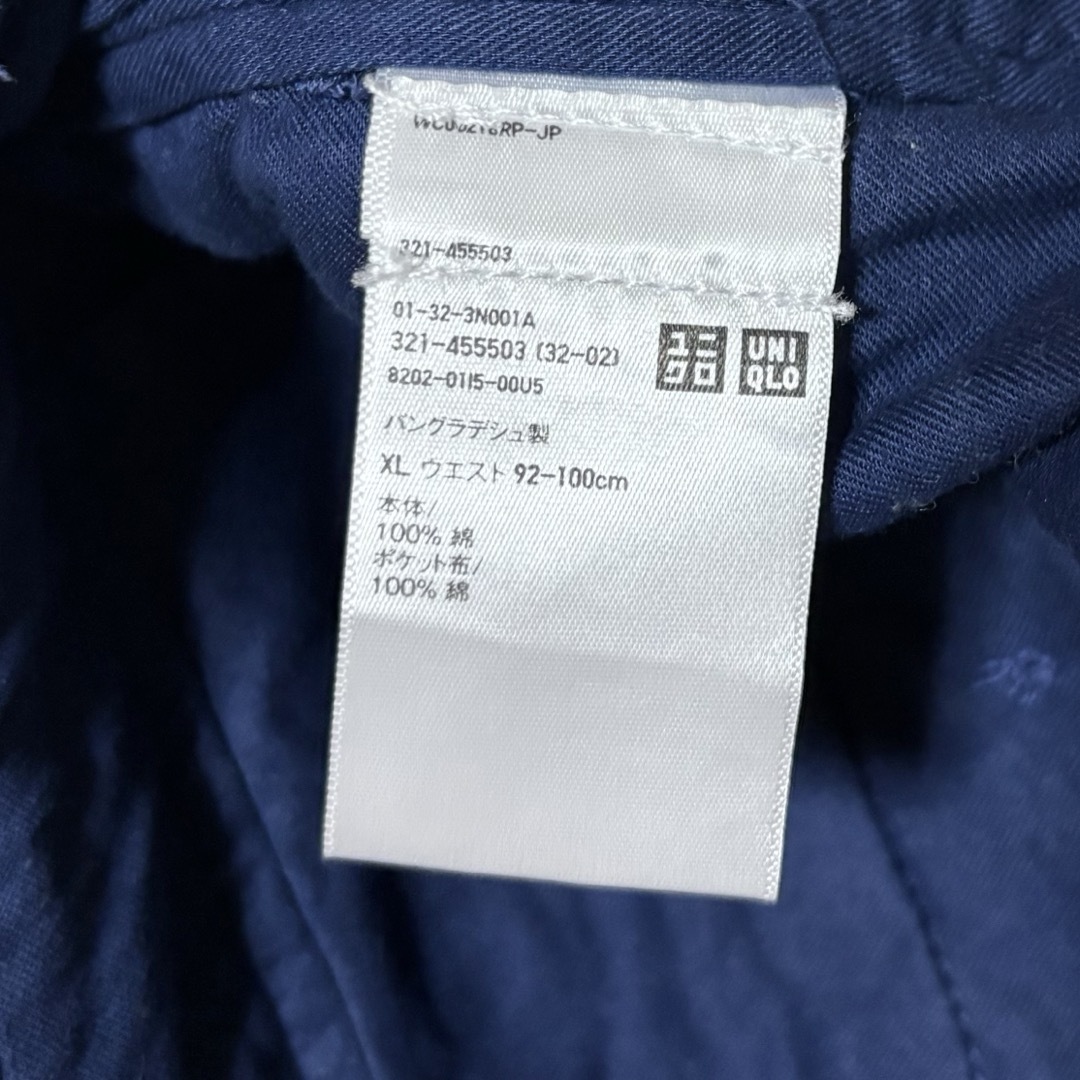 321-455503
01-32-3N001A
321-455503 (32-02)
8202-0115-00U5
ユニクロ
UNIQLO
バングラデシュ製
XL ウエスト 92-100cm
本体/
100% 綿
ポケット布/
100% 綿